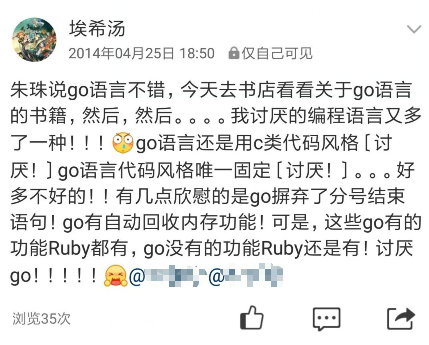 埃希汤
2014年04月25日 18:50 仅自己可见
朱珠说go语言不错，今天去书店看看关于go语言
的书籍，然后，然后。。。。我讨厌的编程语言又多
了一种！！！go语言还是用c类代码风格［讨
厌！］go语言代码风格唯一固定［讨厌！］。。。好
多不好的！！有几点欣慰的是go摒弃了分号结束
语句！go有自动回收内存功能！可是，这些go有的
功能Ruby都有，go没有的功能Ruby还是有！讨厌
go！！！！！@ @
浏览35次